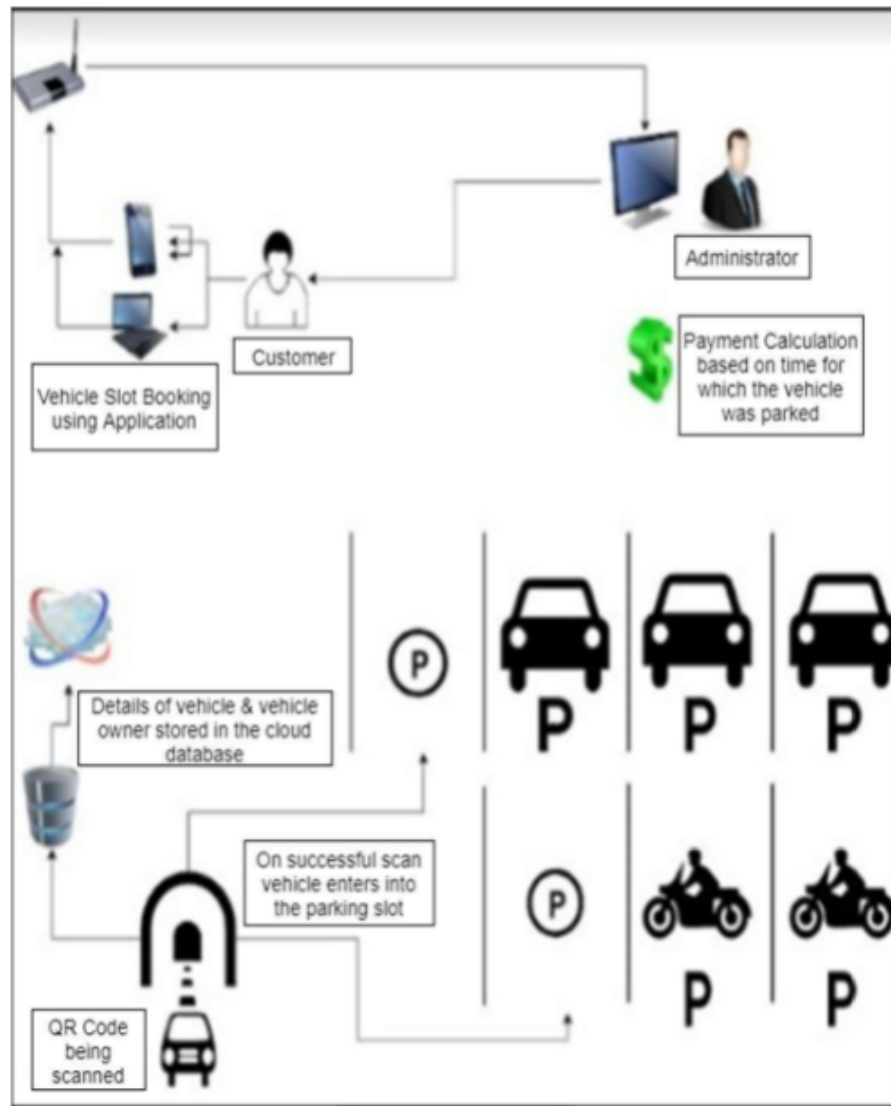 Administrator
Customer
Payment Calculation
based on time for
which the vehicle
was parked
Vehicle Slot Booking
using Application
P
Details of vehicle & vehicle
owner stored in the cloud
database
P
P
P
On successful scan
vehicle enters into
the parking slot
P
P
P
QR Code
being
scanned